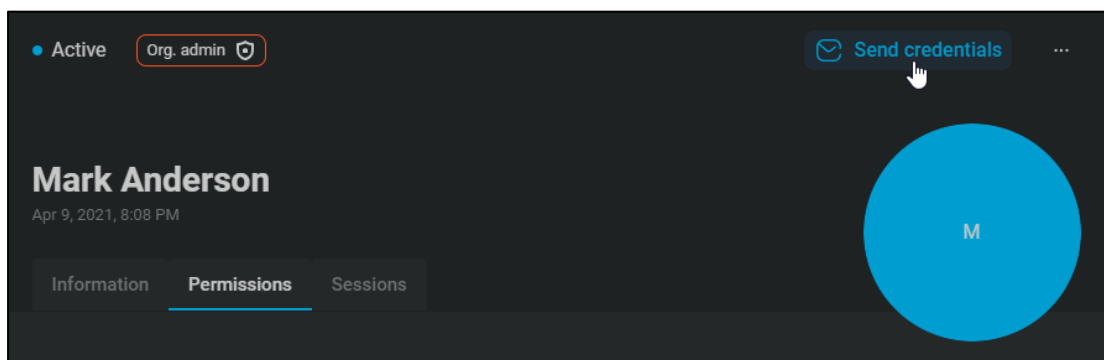 Active
Org. admin
Send credentials
...
Mark Anderson
Apr 9, 2021, 8:08 PM
M
Information
Permissions
Sessions